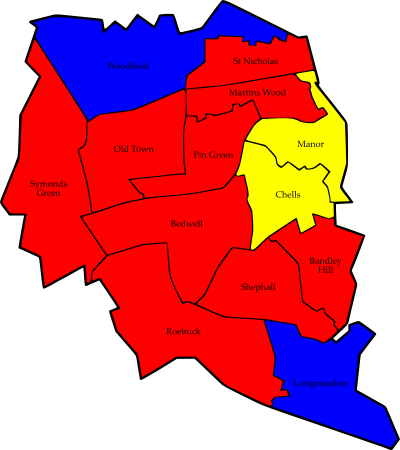 Woodfield
St Nicholas
Martins Wood
Old Town
Pin Green
Manor
Symonds
Green
Chells
Bedwell
Bandley
Hill
Shephall
Roebuck
Longmeadow